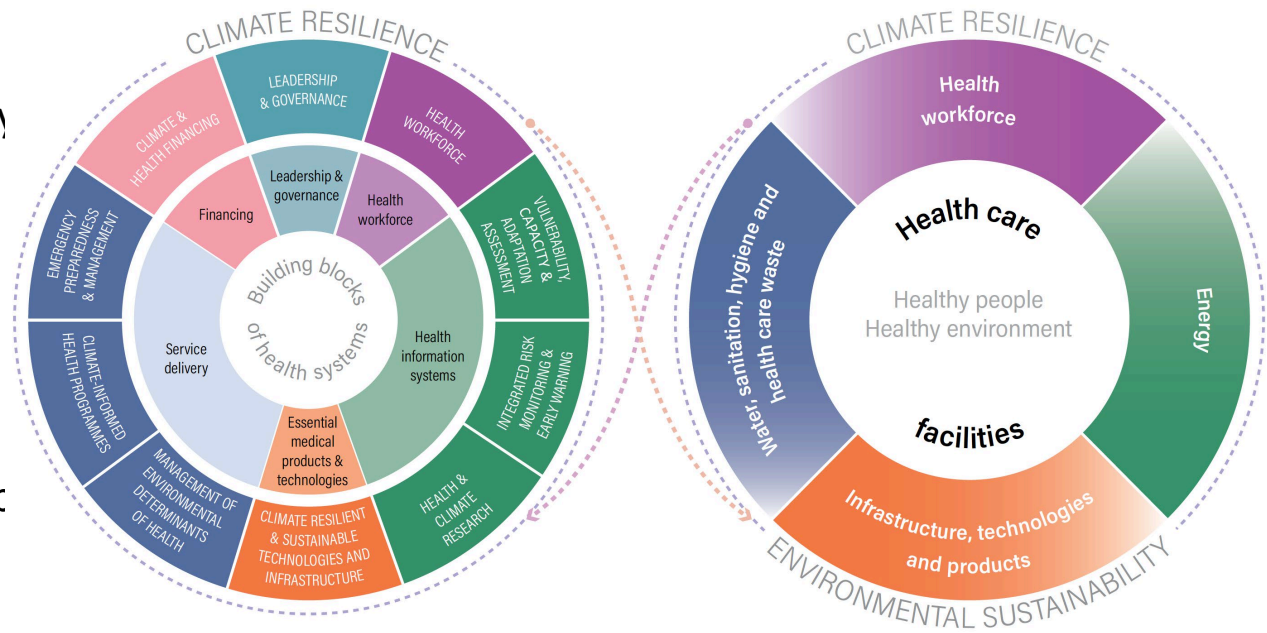 CLIMATE RESILIENCE
LEADERSHIP
& GOVERNANCE
HEALTH
WORKFORCE
VULNERABILITY,
CAPACITY &
ADAPTATION
ASSESSMENT
INTEGRATED RISK
MONITORING &
EARLY WARNING
HEALTH &
CLIMATE
RESEARCH
CLIMATE RESILIENT
& SUSTAINABLE
TECHNOLOGIES AND
INFRASTRUCTURE
MANAGEMENT OF
ENVIRONMENTAL
DETERMINANTS
OF HEALTH
CLIMATE-INFORMED
HEALTH PROGRAMMES
EMERGENCY
PREPAREDNESS
& MANAGEMENT
CLIMATE &
HEALTH FINANCING
Leadership &
governance
Health
workforce
Health
information
systems
Essential
medical
products &
technologies
Service
delivery
Financing
Building blocks
of health systems
CLIMATE RESILIENCE
Health
workforce
Energy
Infrastructure, technologies
and products
Water, sanitation, hygiene and
health care waste
Health care
Healthy people
Healthy environment
facilities
ENVIRONMENTAL SUSTAINABILITY